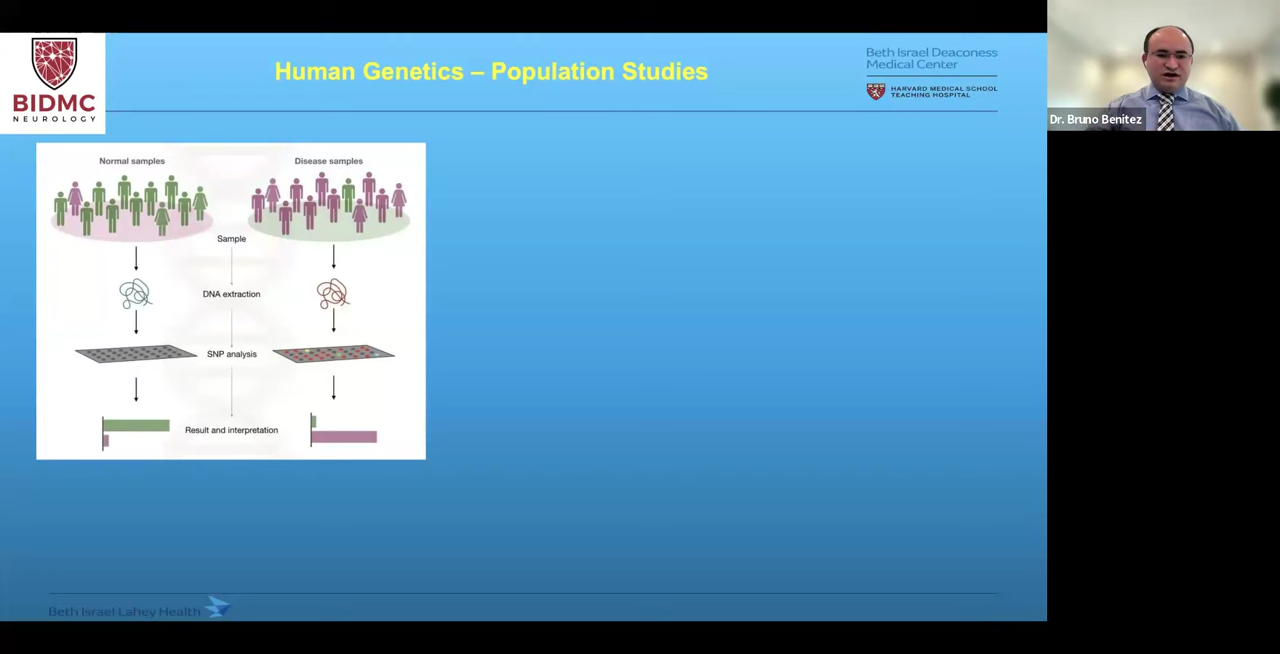 BIDMC
NEUROLOGY
Human Genetics – Population Studies
Beth Israel Deaconess
Medical Center
HARVARD MEDICAL SCHOOL
TEACHING HOSPITAL
Dr. Bruno Benitez
Normal samples
Disease samples
Sample
DNA extraction
SNP analysis
Result and interpretation
Beth Israel Lahey Health